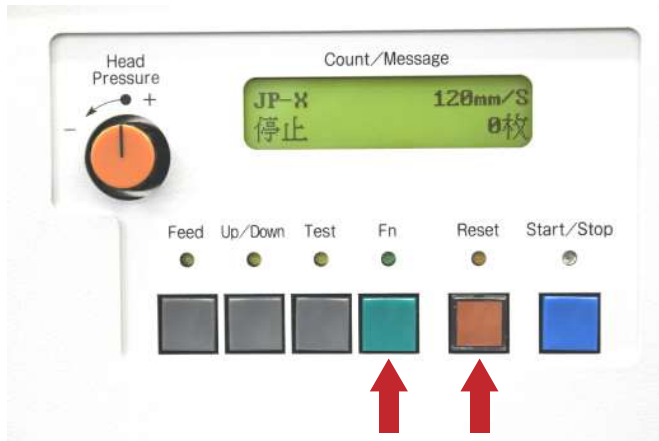 Head
Pressure
- +
Count/Message
JP-X 120mm/S
停止 0枚
Feed Up/Down Test Fn Reset Start/Stop